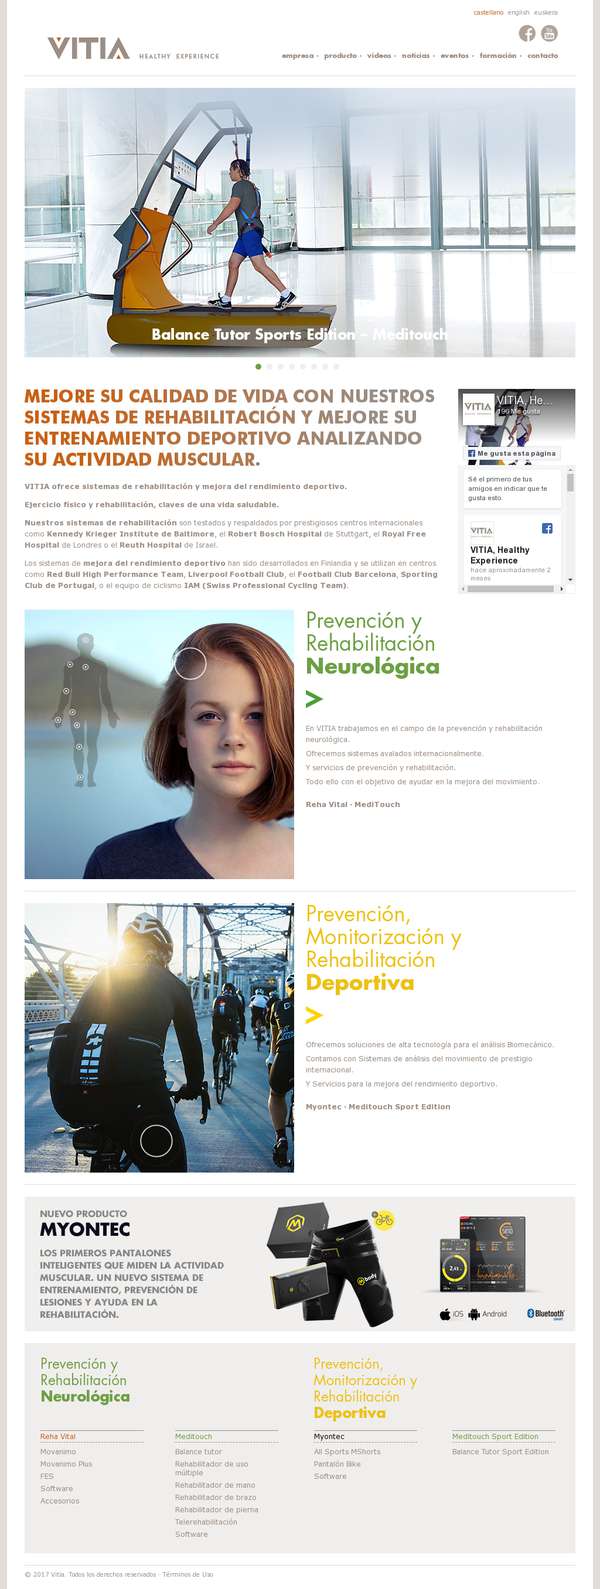 castellano english euskera
VITIA HEALTHY EXPERIENCE
empresa · producto · videos · noticias · eventos · formación · contacto
Balance Tutor Sports Edition – Meditouch
MEJORE SU CALIDAD DE VIDA CON NUESTROS
SISTEMAS DE REHABILITACIÓN Y MEJORE SU
ENTRENAMIENTO DEPORTIVO ANALIZANDO
SU ACTIVIDAD MUSCULAR.
VITIA ofrece sistemas de rehabilitación y mejora del rendimiento deportivo.
Ejercicio físico y rehabilitación, claves de una vida saludable.
Nuestros sistemas de rehabilitación son testados y respaldados por prestigiosos centros internacionales
como Kennedy Krieger Institute de Baltimore, el Robert Bosch Hospital de Stuttgart, el Royal Free
Hospital de Londres o el Reuth Hospital de Israel.
Los sistemas de mejora del rendimiento deportivo han sido desarrollados en Finlandia y se utilizan en centros
como Red Bull High Performance Team, Liverpool Football Club, el Football Club Barcelona, Sporting
Club de Portugal, o el equipo de ciclismo IAM (Swiss Professional Cycling Team).
VITIA
VITIA, He...
199 Me gusta
Me gusta esta página
Sé el primero de tus
amigos en indicar que te
gusta esto.
VITIA
VITIA, Healthy
Experience
hace aproximadamente 2
meses
Prevención y
Rehabilitación
Neurológica
>
En VITIA trabajamos en el campo de la prevención y rehabilitación
neurológica.
Ofrecemos sistemas avalados internacionalmente.
Y servicios de prevención y rehabilitación.
Todo ello con el objetivo de ayudar en la mejora del movimiento.
Reha Vital · MediTouch
Prevención,
Monitorización y
Rehabilitación
Deportiva
>
Ofrecemos soluciones de alta tecnología para el análisis Biomecánico.
Contamos con Sistemas de análisis del movimiento de prestigio
internacional.
Y Servicios para la mejora del rendimiento deportivo.
Myontec · Meditouch Sport Edition
NUEVO PRODUCTO
MYONTEC
LOS PRIMEROS PANTALONES
INTELIGENTES QUE MIDEN LA ACTIVIDAD
MUSCULAR. UN NUEVO SISTEMA DE
ENTRENAMIENTO, PREVENCIÓN DE
LESIONES Y AYUDA EN LA
REHABILITACIÓN.
Mbody
iOS Android Bluetooth
Prevención y
Rehabilitación
Neurológica
Prevención,
Monitorización y
Rehabilitación
Deportiva
Reha Vital
Movanimo
Movanimo Plus
FES
Software
Accesorios
Meditouch
Balance tutor
Rehabilitador de uso
múltiple
Rehabilitador de mano
Rehabilitador de brazo
Rehabilitador de pierna
Telerehabilitación
Software
Myontec
All Sports MShorts
Pantalón Bike
Software
Meditouch Sport Edition
Balance Tutor Sport Edition
© 2017 Vitia. Todos los derechos reservados · Términos de Uso